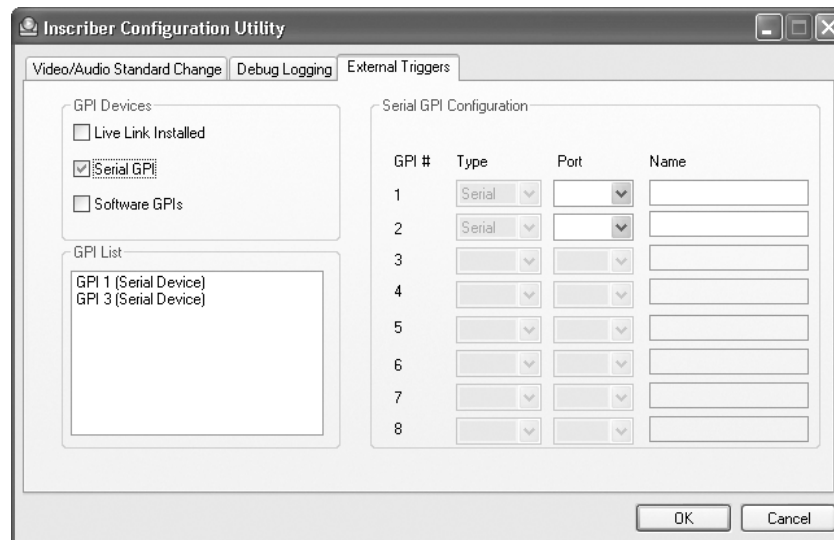 Inscriber Configuration Utility
Video/Audio Standard Change Debug Logging External Triggers
GPI Devices
Live Link Installed
Serial GPI
Software GPIs
GPI List
GPI 1 (Serial Device)
GPI 3 (Serial Device)
Serial GPI Configuration
GPI # Type Port Name
1 Serial
2 Serial
3
4
5
6
7
8
OK Cancel